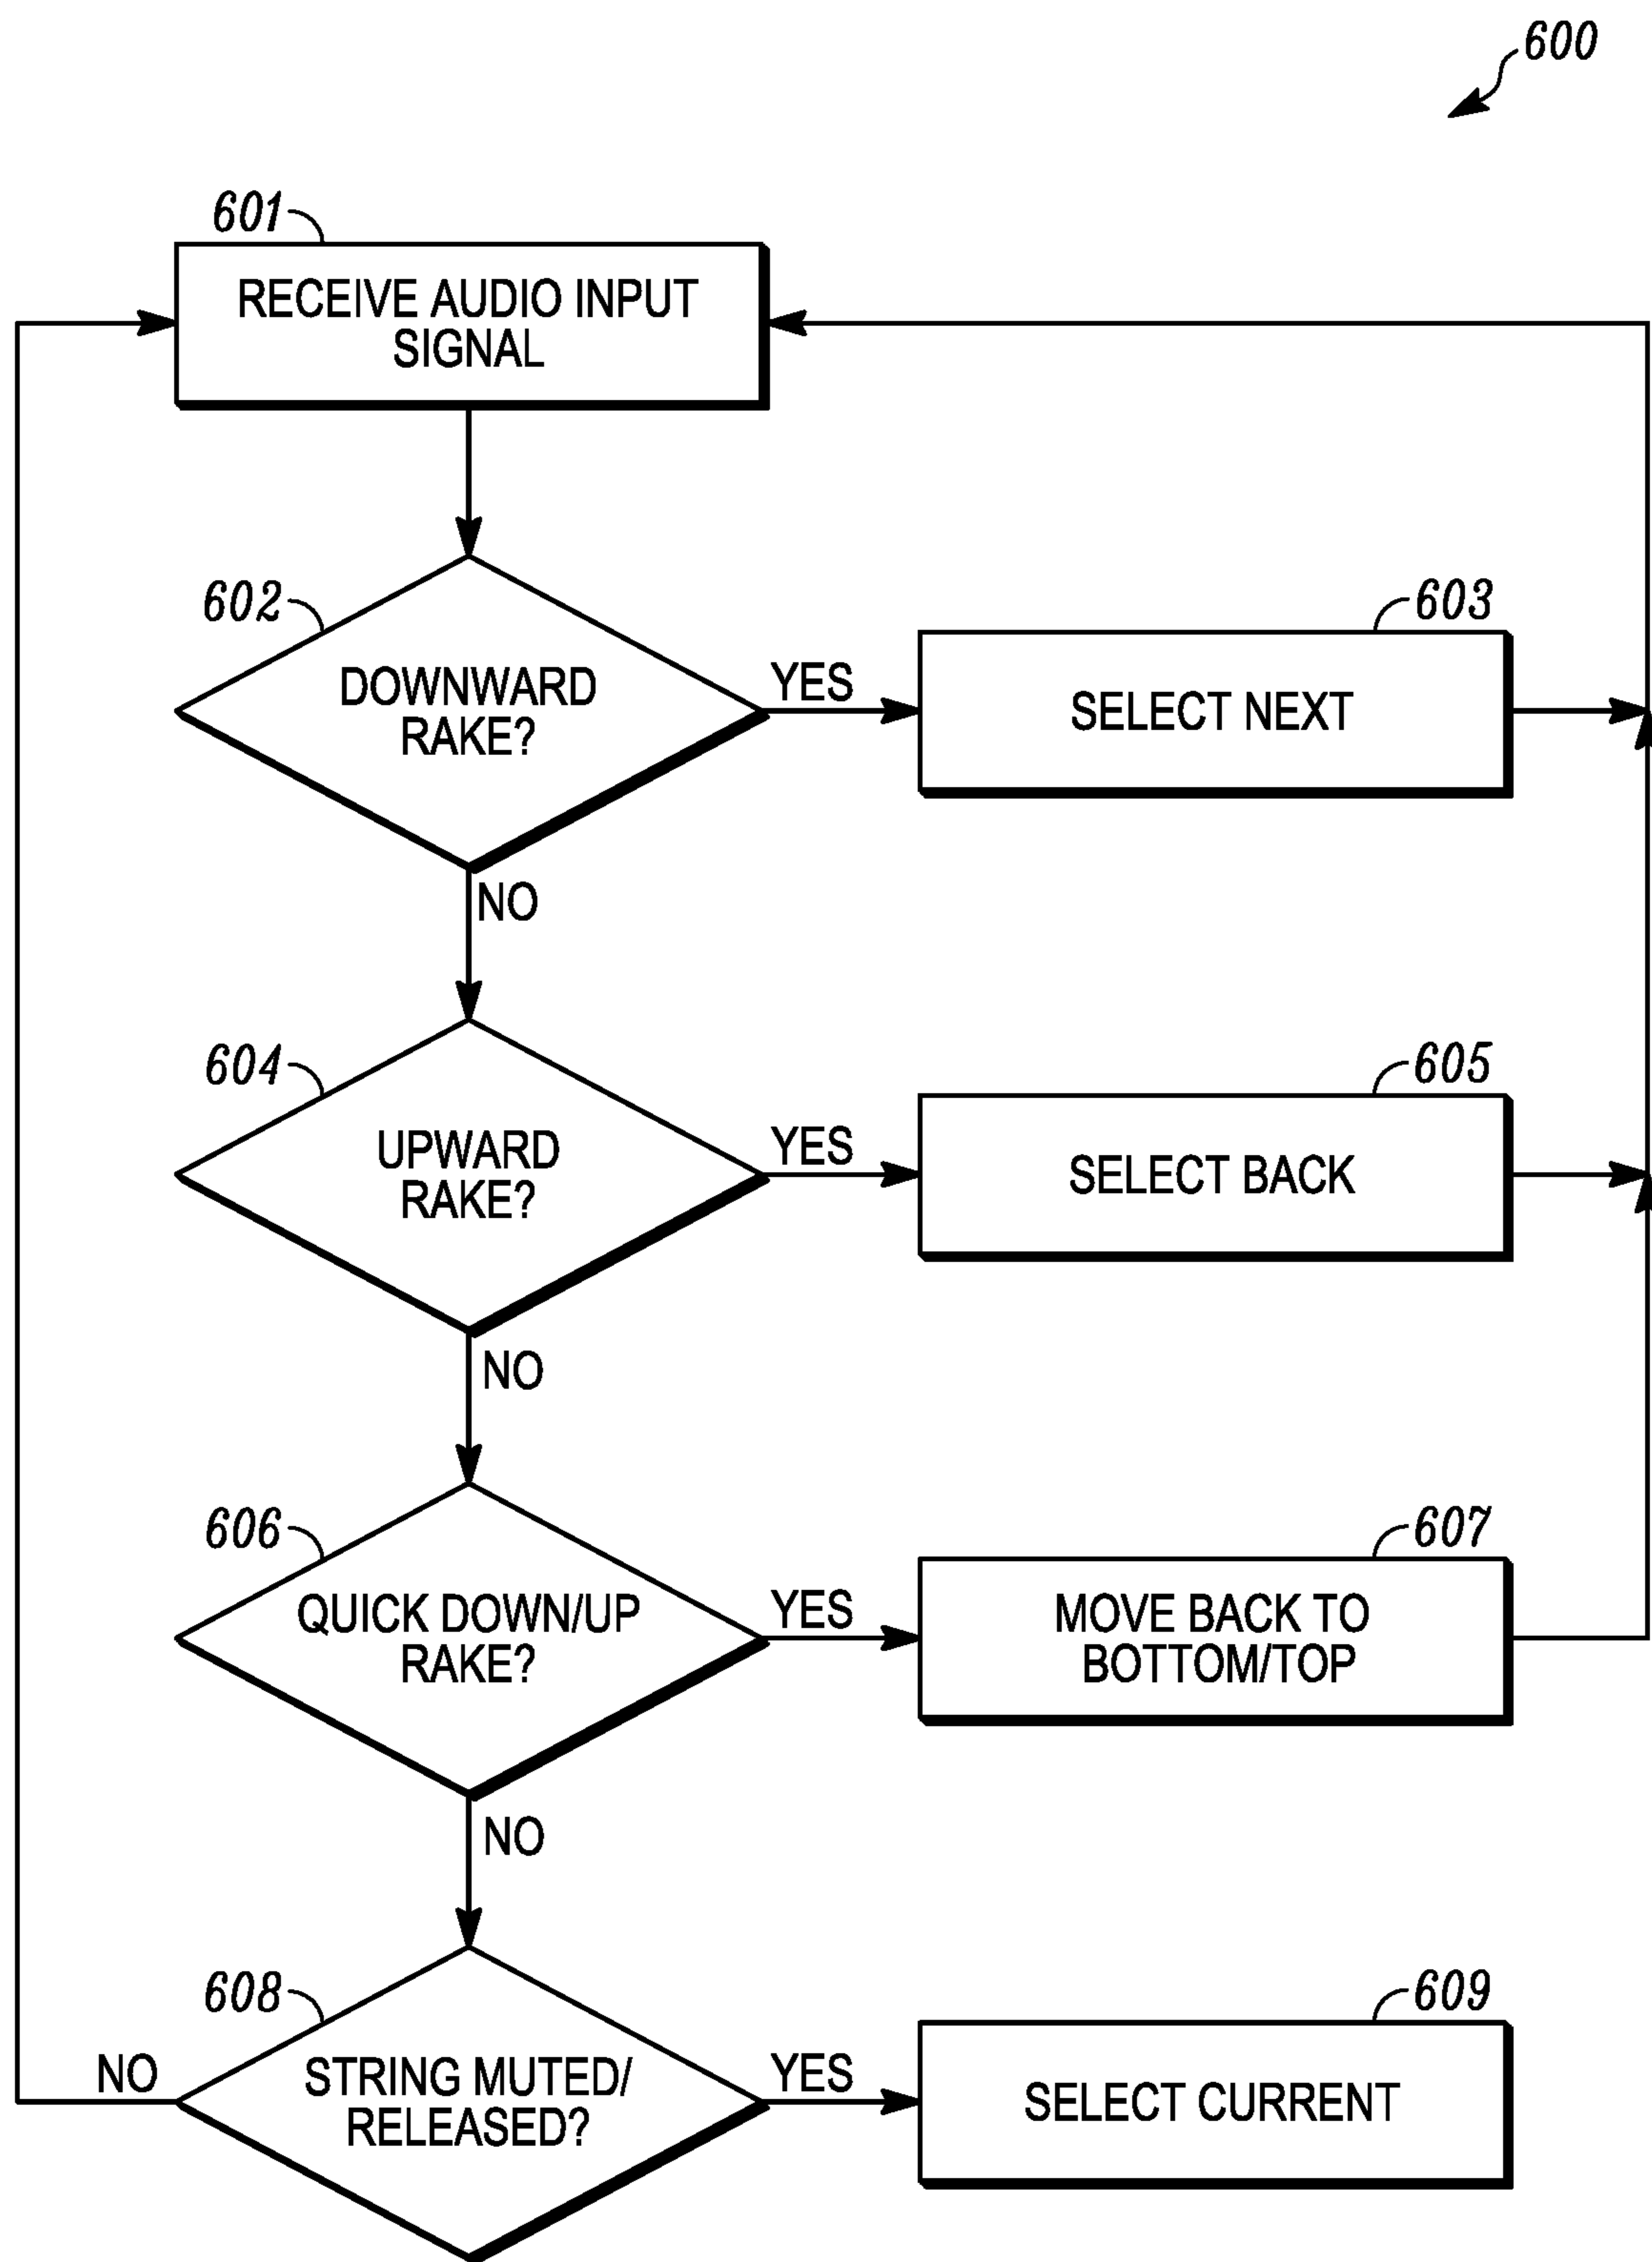 600
601
RECEIVE AUDIO INPUT
SIGNAL
602
DOWNWARD
RAKE?
YES
603
SELECT NEXT
NO
604
UPWARD
RAKE?
YES
605
SELECT BACK
NO
606
QUICK DOWN/UP
RAKE?
YES
607
MOVE BACK TO
BOTTOM/TOP
NO
608
STRING MUTED/
RELEASED?
NO
YES
609
SELECT CURRENT